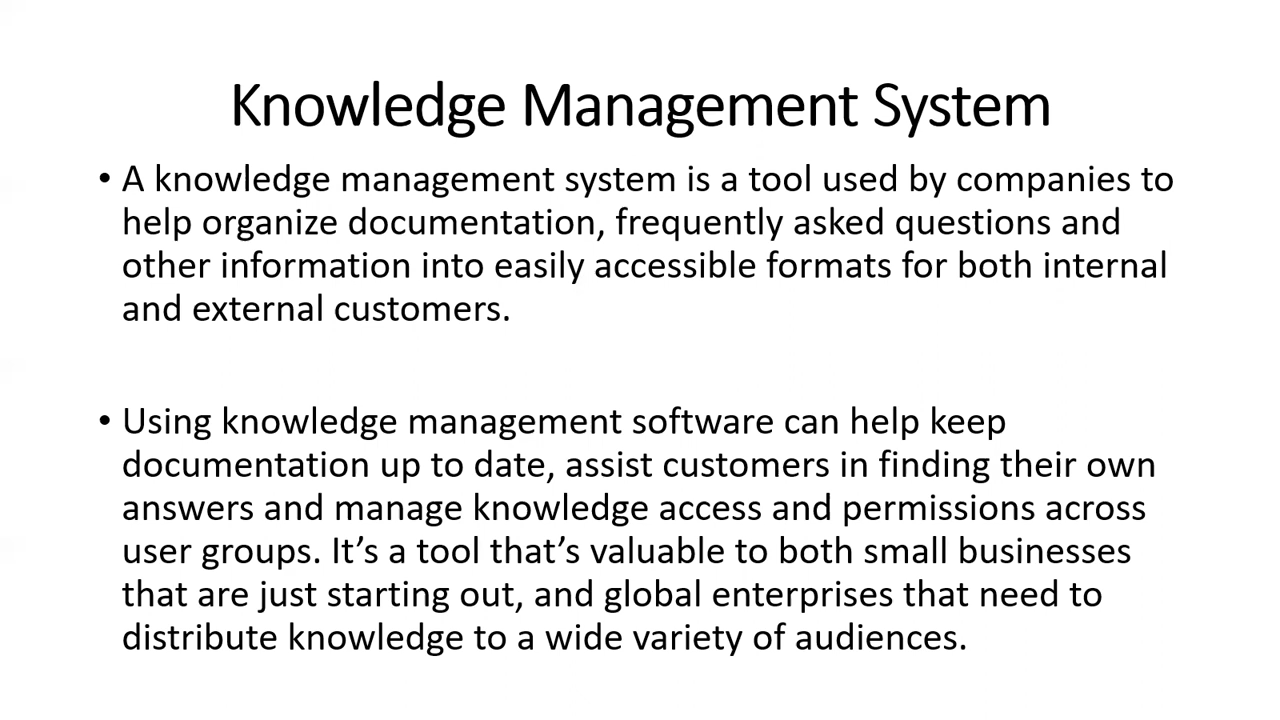 Knowledge Management System
• A knowledge management system is a tool used by companies to
help organize documentation, frequently asked questions and
other information into easily accessible formats for both internal
and external customers.
• Using knowledge management software can help keep
documentation up to date, assist customers in finding their own
answers and manage knowledge access and permissions across
user groups. It’s a tool that’s valuable to both small businesses
that are just starting out, and global enterprises that need to
distribute knowledge to a wide variety of audiences.